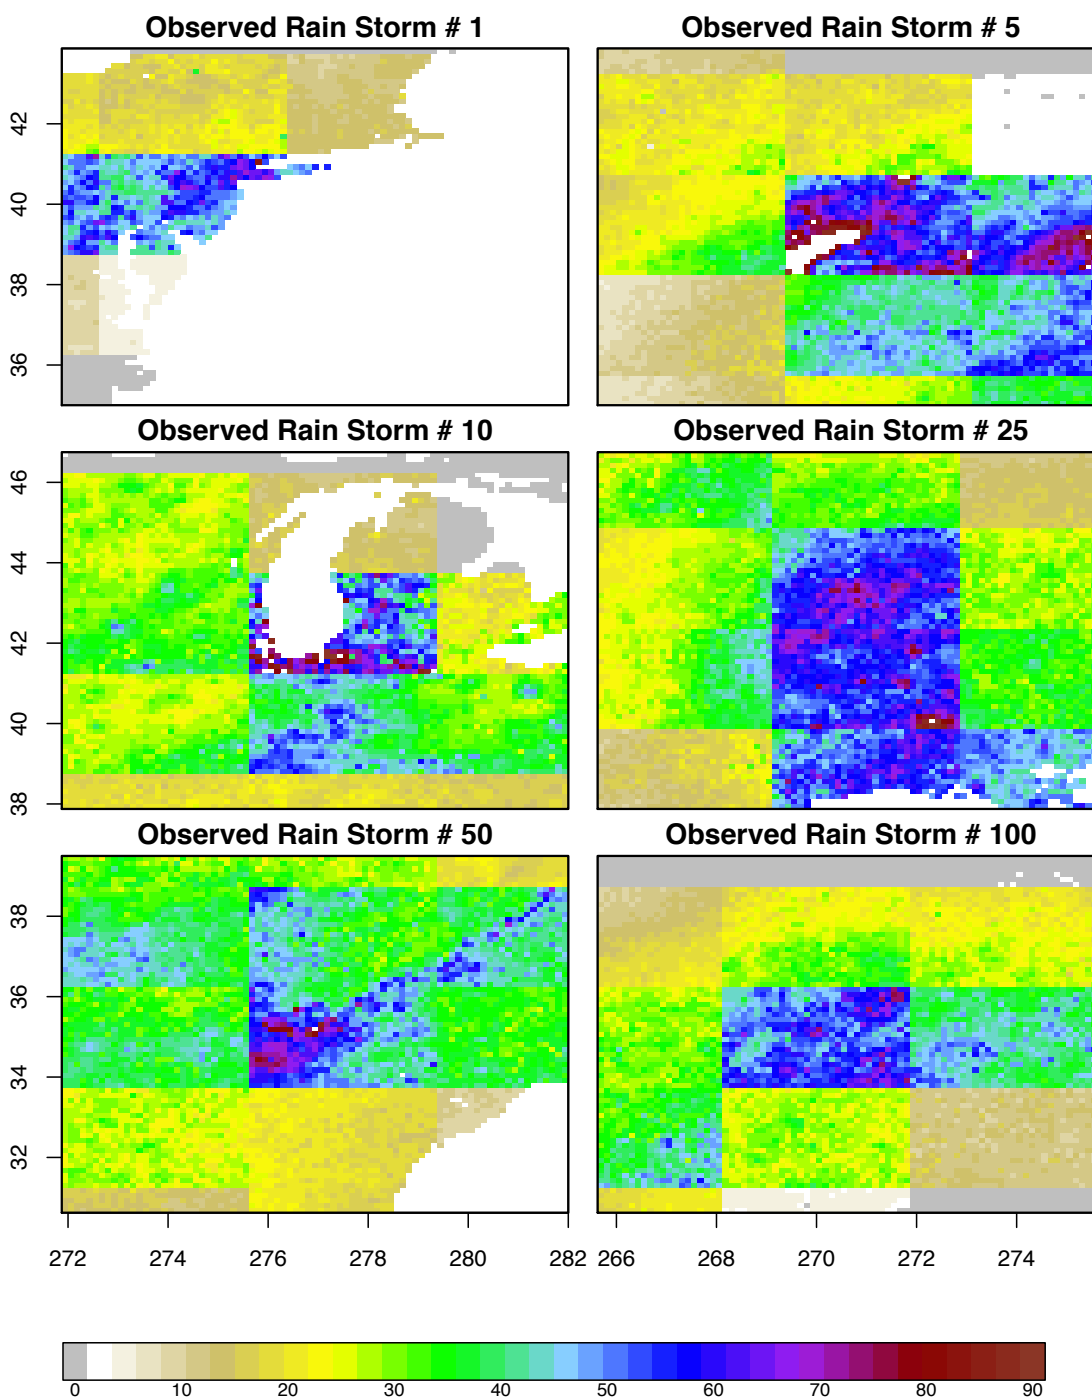 Observed Rain Storm # 1
Observed Rain Storm # 5
42
40
38
36
Observed Rain Storm # 10
Observed Rain Storm # 25
46
44
42
40
38
Observed Rain Storm # 50
Observed Rain Storm # 100
38
36
34
32
272 274 276 278 280 282 266 268 270 272 274
0 10 20 30 40 50 60 70 80 90